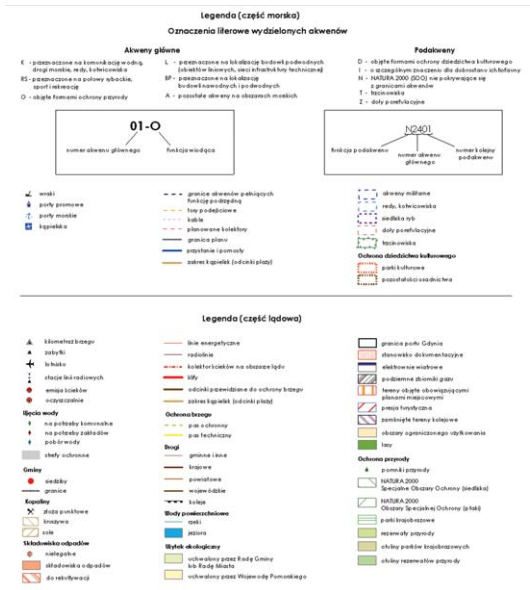 Legenda (część morska)
Oznaczenia literowe wydzielonych akwenów
Akweny główne
K - przeznaczone na komunikację wodną,
drogi morskie, redy, kotwicowiska
RS - przeznaczone na połowy rybackie,
sport i rekreację
O - objęte formami ochrony przyrody
L - przeznaczone na lokalizację budowli podwodnych
(obiektów liniowych, sieci infrastruktury technicznej)
BP - przeznaczone na lokalizację
budowli nawodnych i podwodnych
A - pozostałe akweny na obszarach morskich
Podakweny
D - objęte formami ochrony dziedzictwa kulturowego
I - o szczególnym znaczeniu dla dobrostanu ichtiofauny
N - NATURA 2000 (SOO) nie pokrywające się
z granicami akwenów
T - tarliska
Z - doły porefulacyjne
01-O
numer akwenu
głównego
funkcja wiodąca
N2401
funkcja podakwenu
numer akwenu
głównego
numer kolejny
podakwenu
wraki
porty promowe
porty morskie
kąpieliska
granice akwenów pełniących
funkcję podrzędną
tory podejściowe
kable
planowane kolektory
granica planu
przystanie i pomosty
zakres kąpielisk (odcinki plaży)
akweny militarne
redy, kotwicowiska
siedliska ryb
doły porefulacyjne
Ochrona dziedzictwa kulturowego
parki kulturowe
pozostałości osadnictwa
Legenda (część lądowa)
kilometraż brzegu
zabytki
lotnisko
stacje linii radiowych
emisja ścieków
oczyszczalnie
Ujęcia wody
na potrzeby komunalne
na potrzeby zakładów
pobór wody
strefy ochronne
Gminy
siedziby
granice
Kopaliny
złoża punktowe
kruszywa
sole
Składowiska odpadów
nielegalne
składowiska odpadów
do rekultywacji
linie energetyczne
radiolinie
kolektor ścieków na obszarze lądu
klify
odcinki przewidziane do ochrony brzegu
zakres kąpielisk (odcinki plaży)
Ochrona brzegu
pas ochronny
pas techniczny
Drogi
gminne i inne
krajowe
powiatowe
wojewódzkie
koleje
Wody powierzchniowe
rzeki
jeziora
Użytek ekologiczny
uchwalony przez Radę Gminy
lub Radę Miasta
uchwalony przez Wojewodę Pomorskiego
granica portu Gdynia
stanowisko dokumentacyjne
elektrownie wiatrowe
podziemne zbiorniki gazu
tereny objęte obowiązującymi
planami miejscowymi
presja turystyczna
zamknięte tereny kolejowe
obszary ograniczonego użytkowania
lasy
Ochrona przyrody
pomniki przyrody
NATURA 2000
Specjalne Obszary Ochrony (siedliska)
NATURA 2000
Obszary Specjalnej Ochrony (ptaki)
parki krajobrazowe
rezerwaty przyrody
otuliny parków krajobrazowych
otuliny rezerwatów przyrody